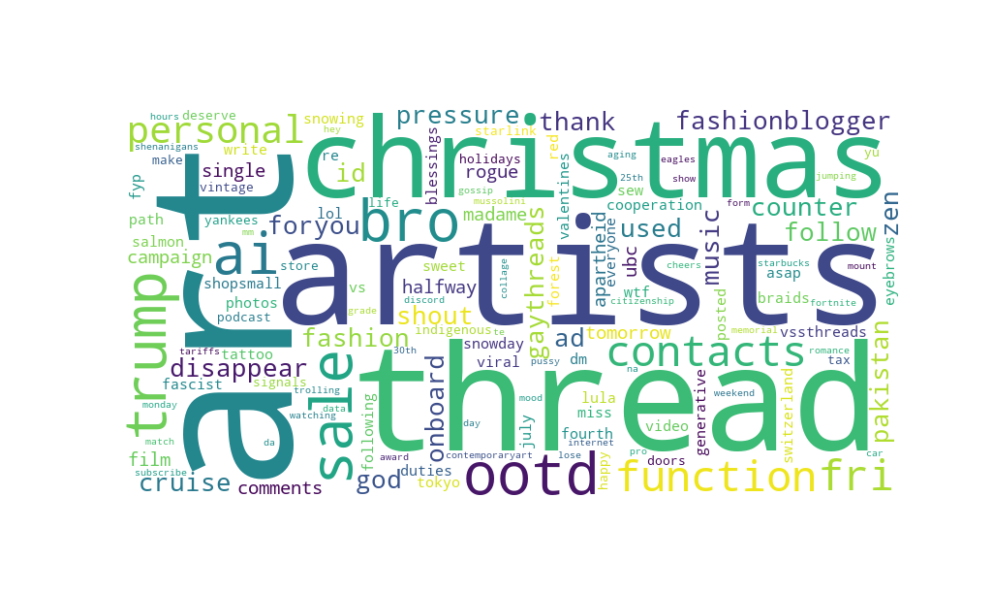 hours
deserve
snowing
hey
pressure
starlink
thank
red
fashionblogger
personal
christmas
shenanigans
make
write
re
id
single
vintage
fyp
blessings
holidays
rogue
gossip
mussolini
valentines
aging
25th
eagles
show
yu
jumping
sew
cooperation
form
counter
zen
path
yankees
mm
foryou
lol
life
bro
madame
used
follow
salmon
campaign
ai
store
artists
art
shopsmall
photos
podcast
vs
sweet
halfway
discord
shout
collage
gaythreads
forest
apartheid
everyone
wtf
citizenship
ubc
cheers
music
starbucks
asap
mount
braids
fortnite
eyebrows
trump
grade
fashion
indigenous
te
ad
tomorrow
posted
memorial
vssthreads
tariffs
tattoo
30th
snowday
viral
pussy
dm
na
contacts
romance
tax
pakistan
disappear
fascist
signals
trolling
sale
thread
mood
lula
miss
generative
weekend
switzerland
monday
data
watching
following
onboard
day
july
fourth
video
match
da
film
contemporaryart
internet
lose
pro
doors
car
subscribe
cruise
comments
god
duties
tokyo
award
ootd
happy
function
fri